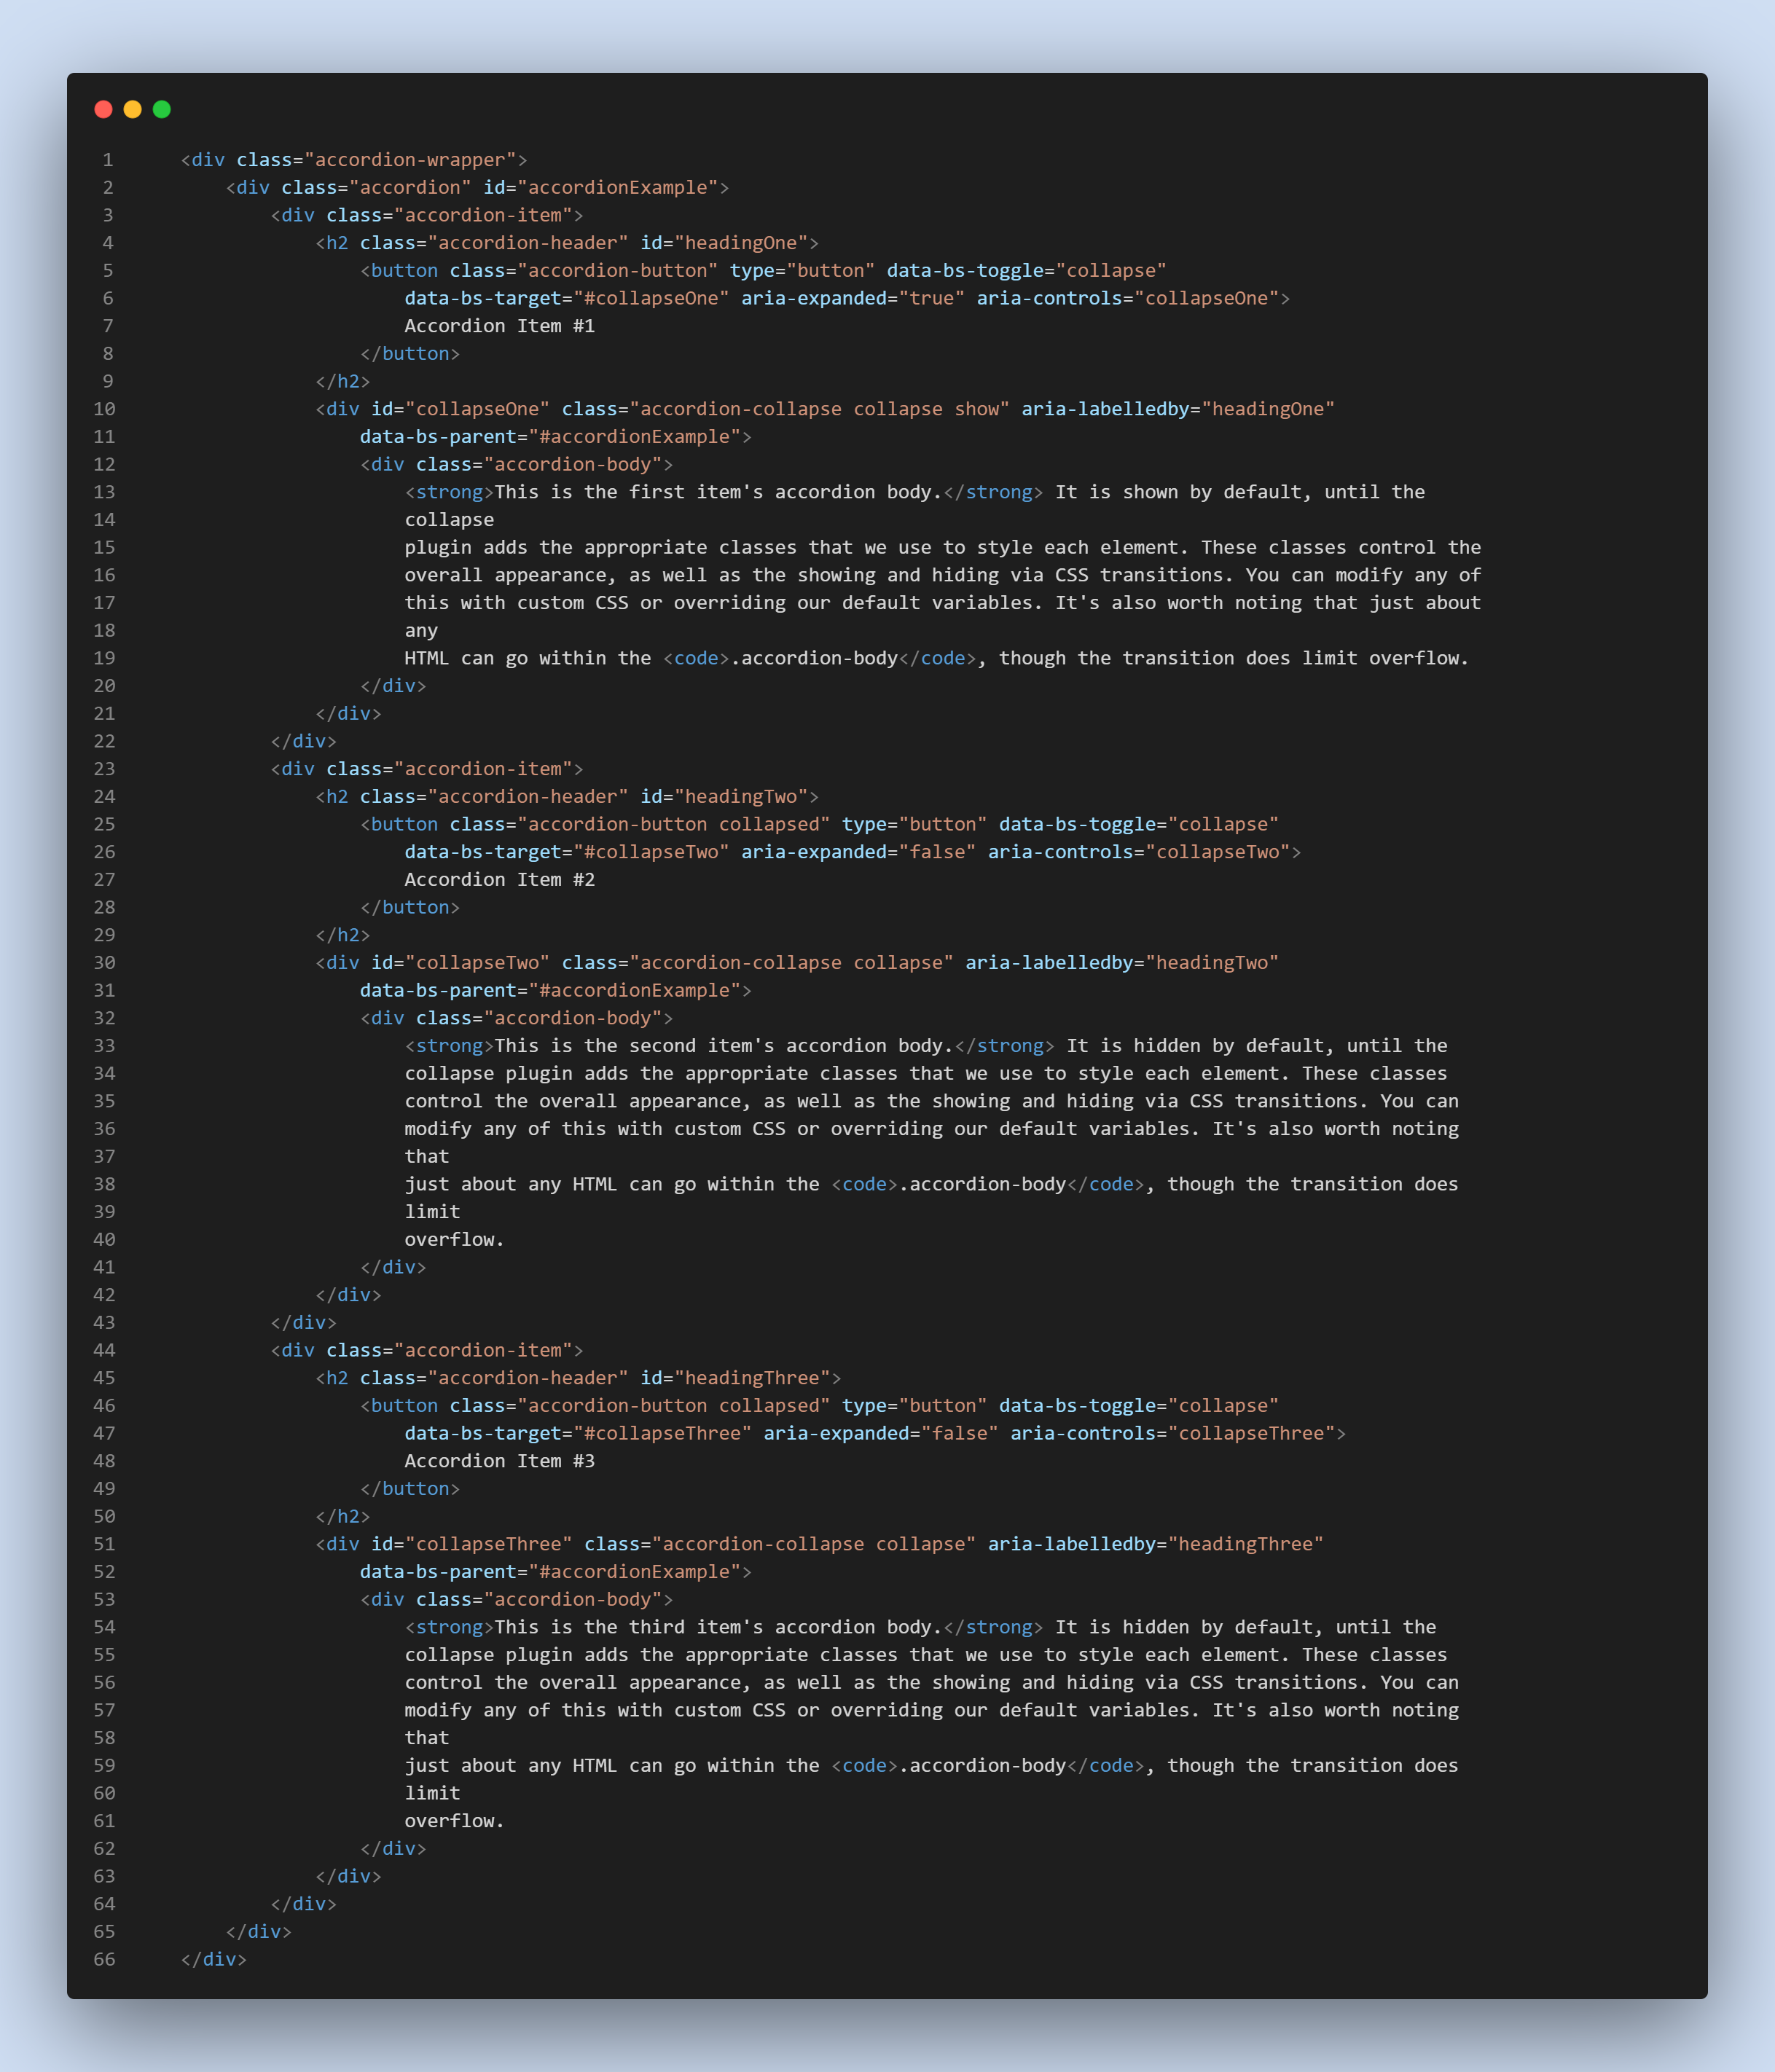 1 <div class="accordion-wrapper">
2 <div class="accordion" id="accordionExample">
3 <div class="accordion-item">
4 <h2 class="accordion-header" id="headingOne">
5 <button class="accordion-button" type="button" data-bs-toggle="collapse"
6 data-bs-target="#collapseOne" aria-expanded="true" aria-controls="collapseOne">
7 Accordion Item #1
8 </button>
9 </h2>
10 <div id="collapseOne" class="accordion-collapse collapse show" aria-labelledby="headingOne"
11 data-bs-parent="#accordionExample">
12 <div class="accordion-body">
13 <strong>This is the first item's accordion body.</strong> It is shown by default, until the
14 collapse
15 plugin adds the appropriate classes that we use to style each element. These classes control the
16 overall appearance, as well as the showing and hiding via CSS transitions. You can modify any of
17 this with custom CSS or overriding our default variables. It's also worth noting that just about
18 any
19 HTML can go within the <code>.accordion-body</code>, though the transition does limit overflow.
20 </div>
21 </div>
22 </div>
23 <div class="accordion-item">
24 <h2 class="accordion-header" id="headingTwo">
25 <button class="accordion-button collapsed" type="button" data-bs-toggle="collapse"
26 data-bs-target="#collapseTwo" aria-expanded="false" aria-controls="collapseTwo">
27 Accordion Item #2
28 </button>
29 </h2>
30 <div id="collapseTwo" class="accordion-collapse collapse" aria-labelledby="headingTwo"
31 data-bs-parent="#accordionExample">
32 <div class="accordion-body">
33 <strong>This is the second item's accordion body.</strong> It is hidden by default, until the
34 collapse plugin adds the appropriate classes that we use to style each element. These classes
35 control the overall appearance, as well as the showing and hiding via CSS transitions. You can
36 modify any of this with custom CSS or overriding our default variables. It's also worth noting
37 that
38 just about any HTML can go within the <code>.accordion-body</code>, though the transition does
39 limit
40 overflow.
41 </div>
42 </div>
43 </div>
44 <div class="accordion-item">
45 <h2 class="accordion-header" id="headingThree">
46 <button class="accordion-button collapsed" type="button" data-bs-toggle="collapse"
47 data-bs-target="#collapseThree" aria-expanded="false" aria-controls="collapseThree">
48 Accordion Item #3
49 </button>
50 </h2>
51 <div id="collapseThree" class="accordion-collapse collapse" aria-labelledby="headingThree"
52 data-bs-parent="#accordionExample">
53 <div class="accordion-body">
54 <strong>This is the third item's accordion body.</strong> It is hidden by default, until the
55 collapse plugin adds the appropriate classes that we use to style each element. These classes
56 control the overall appearance, as well as the showing and hiding via CSS transitions. You can
57 modify any of this with custom CSS or overriding our default variables. It's also worth noting
58 that
59 just about any HTML can go within the <code>.accordion-body</code>, though the transition does
60 limit
61 overflow.
62 </div>
63 </div>
64 </div>
65 </div>
66 </div>